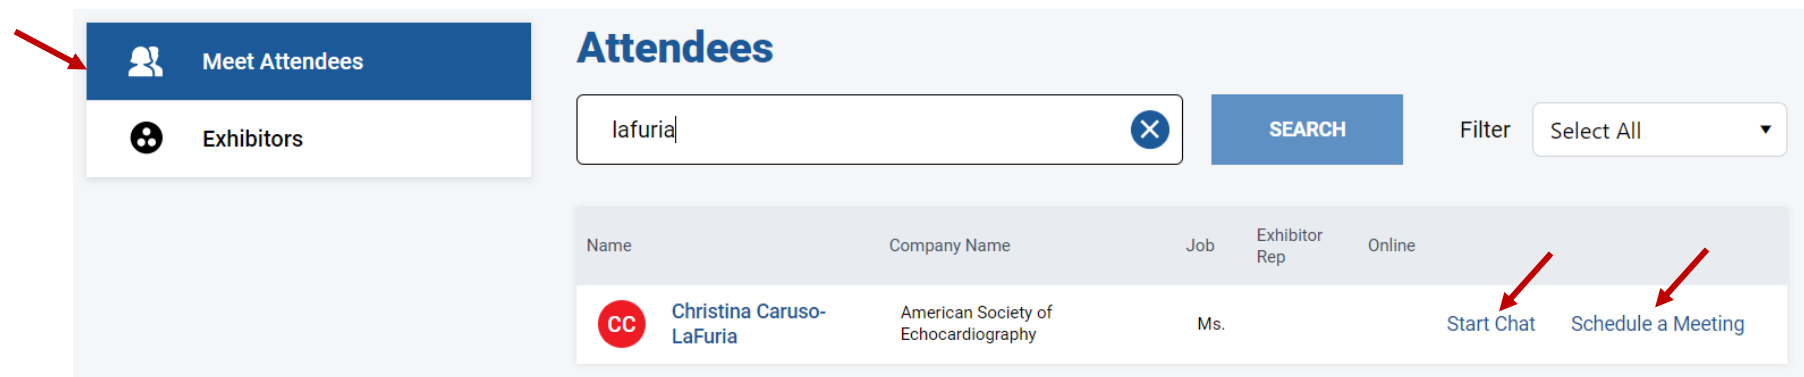 Meet Attendees
Exhibitors
Attendees
lafuria
SEARCH
Filter
Select All
Name
Company Name
Job
Exhibitor
Rep
Online
CC
Christina Caruso-
LaFuria
American Society of
Echocardiography
Ms.
Start Chat
Schedule a Meeting